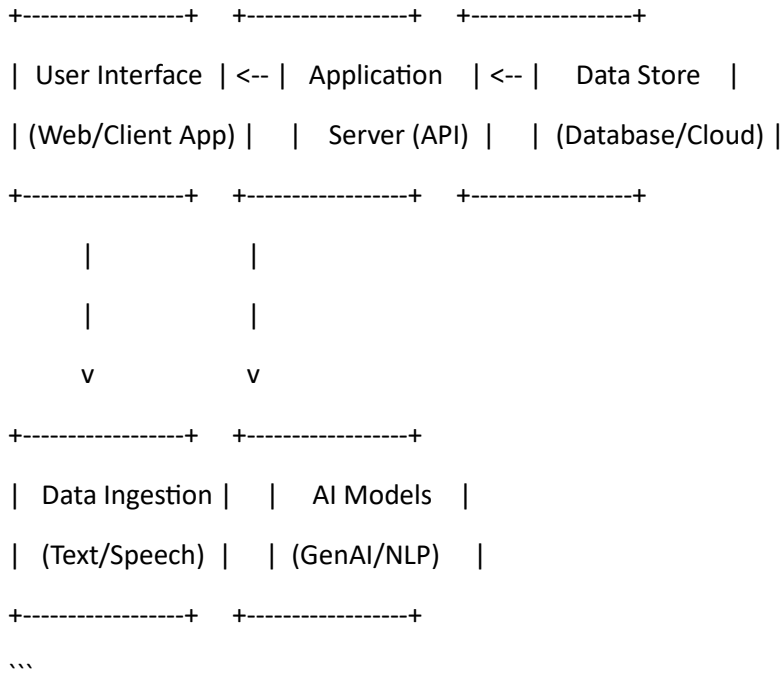 +------------------+ +------------------+ +------------------+
| User Interface | <-- | Application | <-- | Data Store |
| (Web/Client App) | | Server (API) | | (Database/Cloud) |
+------------------+ +------------------+ +------------------+
| |
| |
v v
+------------------+ +------------------+
| Data Ingestion | | AI Models |
| (Text/Speech) | | (GenAI/NLP) |
+------------------+ +------------------+
```